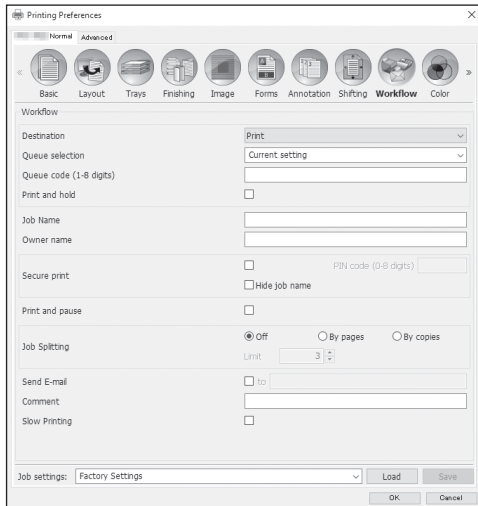 Printing Preferences
Normal Advanced
« Basic Layout Trays Finishing Image Forms Annotation Shifting Workflow Color »
Workflow
Destination Print
Queue selection Current setting
Queue code (1-8 digits)
Print and hold
Job Name
Owner name
Secure print PIN code (0-8 digits)
Hide job name
Print and pause
Job Splitting Off By pages By copies
Limit 3
Send E-mail to
Comment
Slow Printing
Job settings: Factory Settings Load Save
OK Cancel